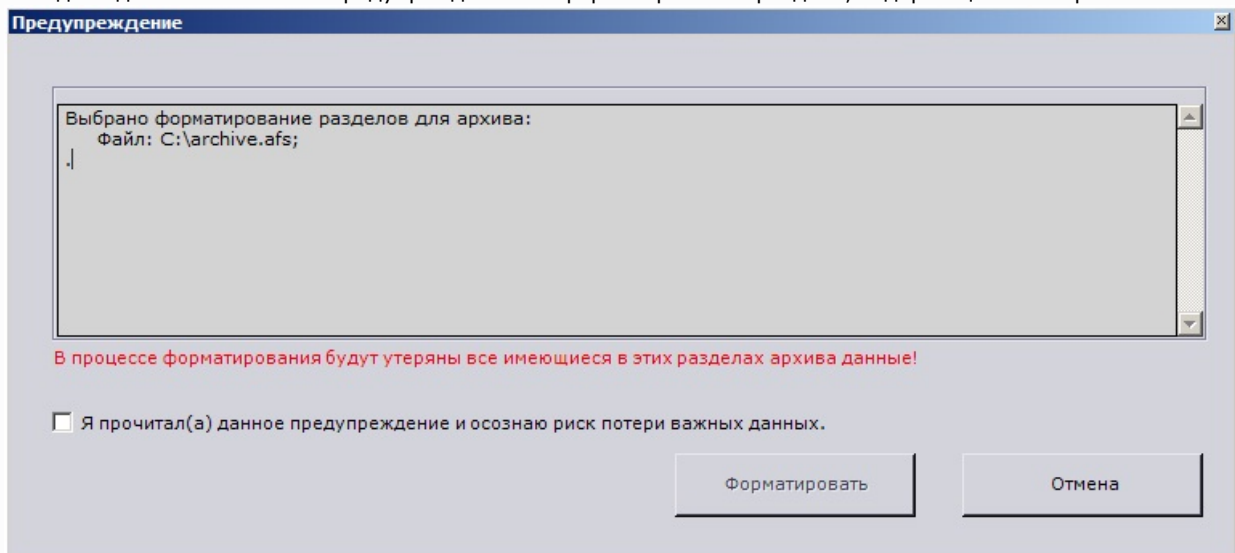 Предупреждение
Выбрано форматирование разделов для архива:
Файл: C:\archive.afs;
.
В процессе форматирования будут утеряны все имеющиеся в этих разделах архива данные!
Я прочитал(а) данное предупреждение и осознаю риск потери важных данных.
Форматировать
Отмена